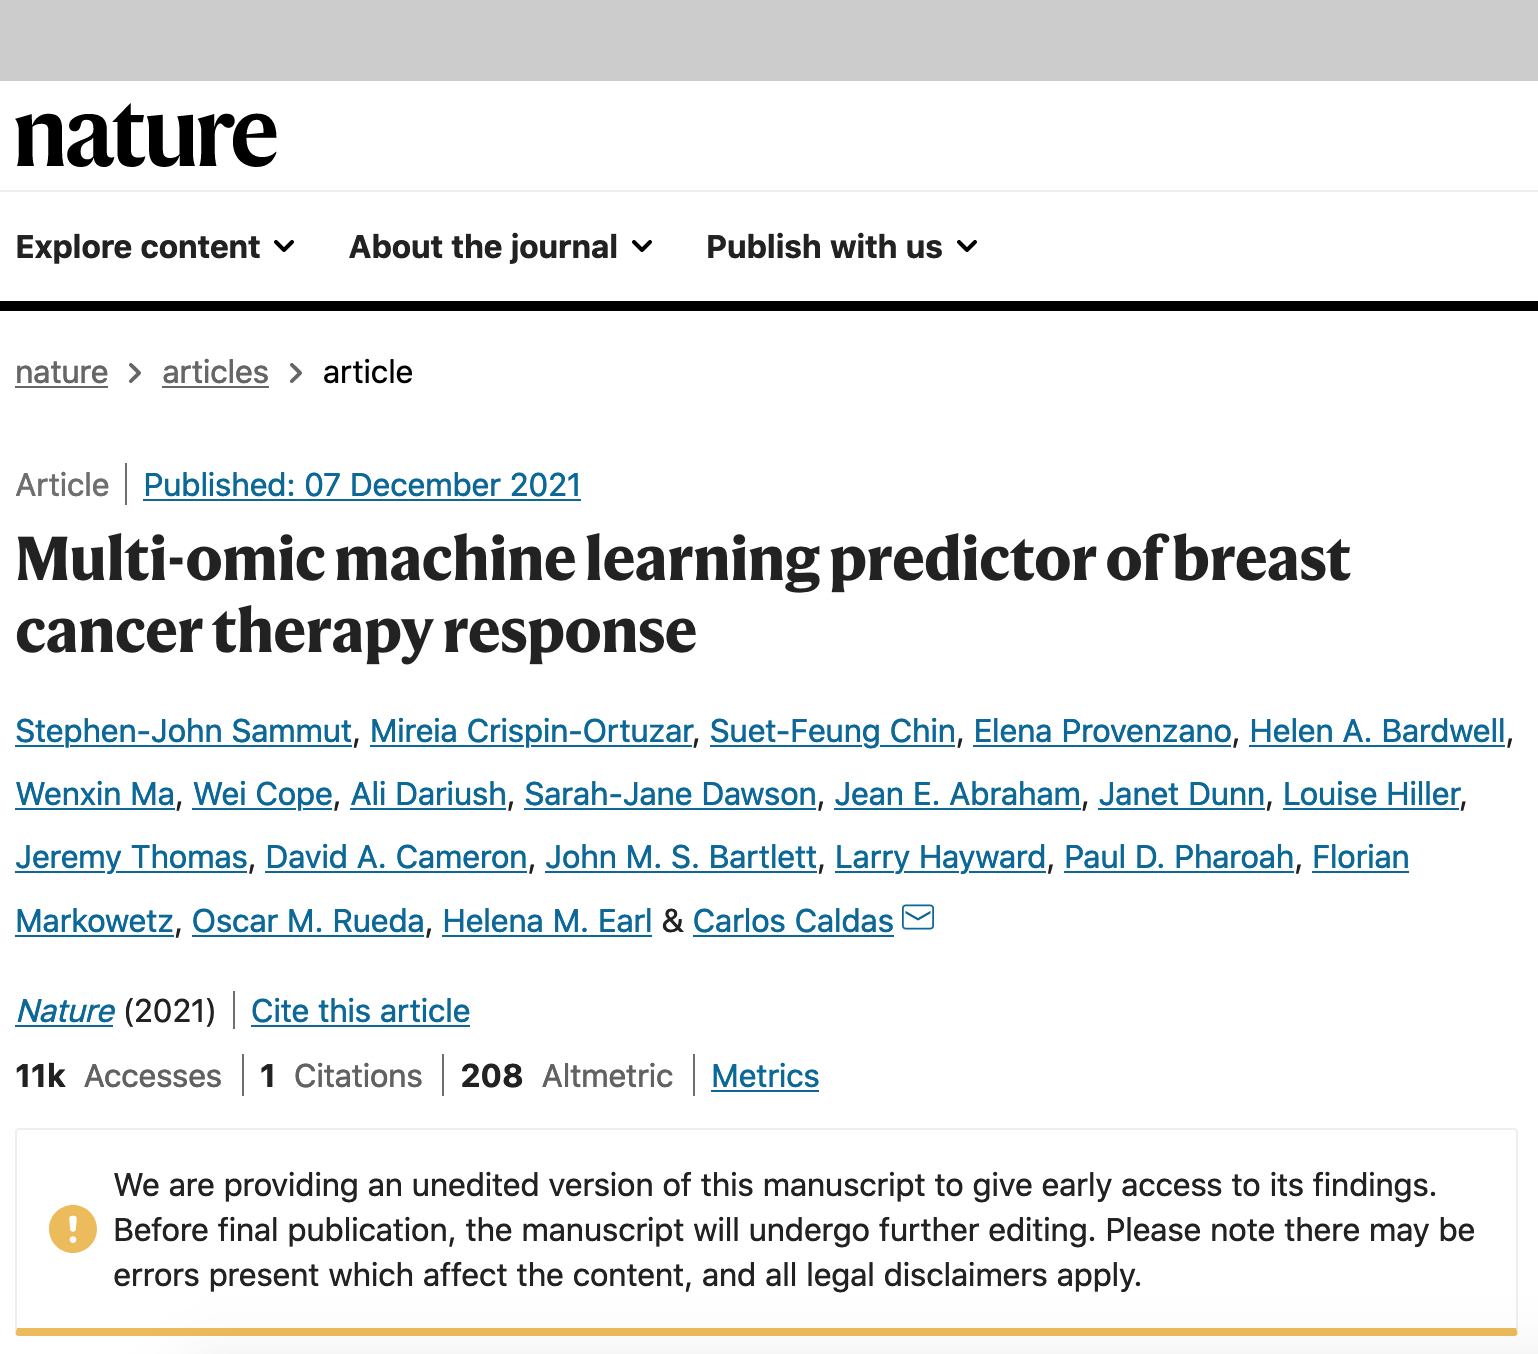 nature
Explore content About the journal Publish with us
nature > articles > article
Article | Published: 07 December 2021
Multi-omic machine learning predictor of breast
cancer therapy response
Stephen-John Sammut, Mireia Crispin-Ortuzar, Suet-Feung Chin, Elena Provenzano, Helen A. Bardwell,
Wenxin Ma, Wei Cope, Ali Dariush, Sarah-Jane Dawson, Jean E. Abraham, Janet Dunn, Louise Hiller,
Jeremy Thomas, David A. Cameron, John M. S. Bartlett, Larry Hayward, Paul D. Pharoah, Florian
Markowetz, Oscar M. Rueda, Helena M. Earl & Carlos Caldas
Nature (2021) | Cite this article
11k Accesses | 1 Citations | 208 Altmetric | Metrics
We are providing an unedited version of this manuscript to give early access to its findings.
Before final publication, the manuscript will undergo further editing. Please note there may be
errors present which affect the content, and all legal disclaimers apply.